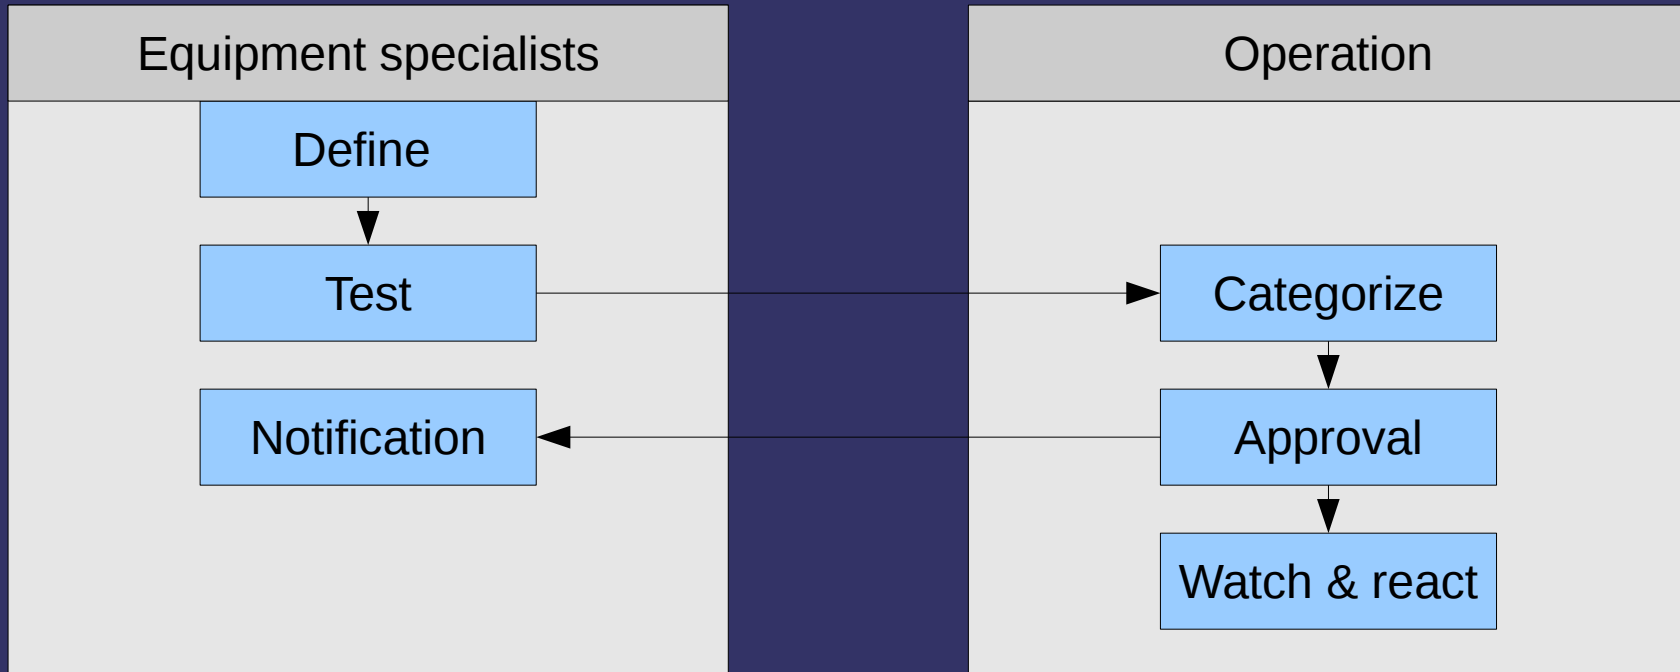 Equipment specialists
Operation
Define
Test
Categorize
Notification
Approval
Watch & react